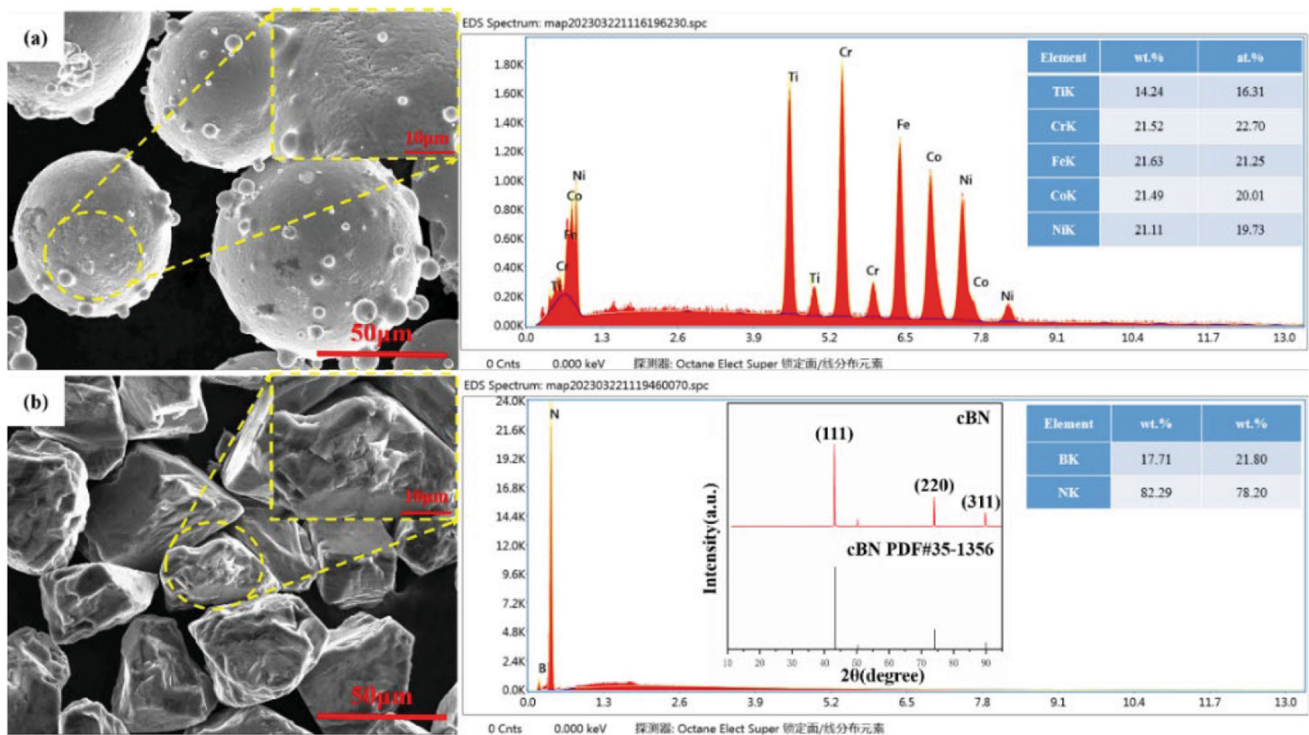 (a)
10μm
50μm
EDS Spectrum: map202303221116196230.spc
1.80K
1.60K
1.40K
1.20K
1.00K
0.80K
0.60K
0.40K
0.20K
0.00K
Ni
Co
Fe
Cr
Ti
Ti
Ti
Cr
Cr
Fe
Co
Ni
Co
Ni
0.0 1.3 2.6 3.9 5.2 6.5 7.8 9.1 10.4 11.7 13.0
0 Cnts 0.000 keV 探测器: Octane Elect Super 锁定面/线分布元素
Element wt.% at.%
TiK 14.24 16.31
CrK 21.52 22.70
FeK 21.63 21.25
CoK 21.49 20.01
NiK 21.11 19.73
(b)
10μm
50μm
EDS Spectrum: map202303221119460070.spc
24.0K
21.6K
19.2K
16.8K
14.4K
12.0K
9.6K
7.2K
4.8K
2.4K
0.0K
N
B
0.0 1.3 2.6 3.9 5.2 6.5 7.8 9.1 10.4 11.7 13.0
0 Cnts 0.000 keV 探测器: Octane Elect Super 锁定面/线分布元素
cBN
(111)
(220)
(311)
cBN PDF#35-1356
Intensity(a.u.)
10 20 30 40 50 60 70 80 90
2θ(degree)
Element wt.% wt.%
BK 17.71 21.80
NK 82.29 78.20